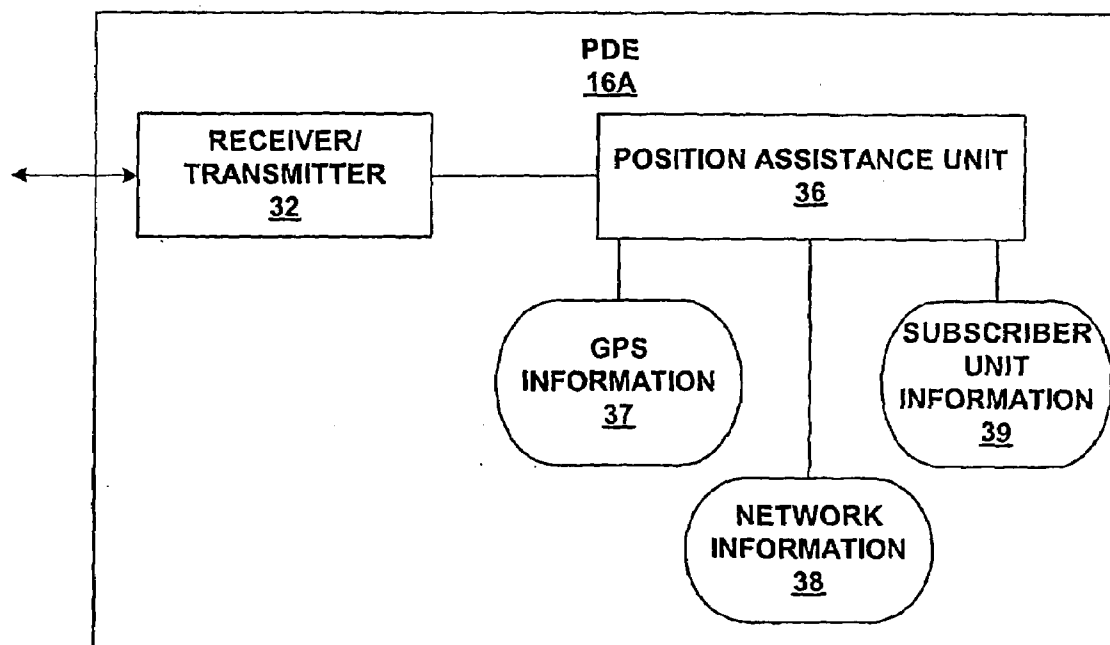 PDE
16A
RECEIVER/
TRANSMITTER
32
POSITION ASSISTANCE UNIT
36
GPS
INFORMATION
37
SUBSCRIBER
UNIT
INFORMATION
39
NETWORK
INFORMATION
38